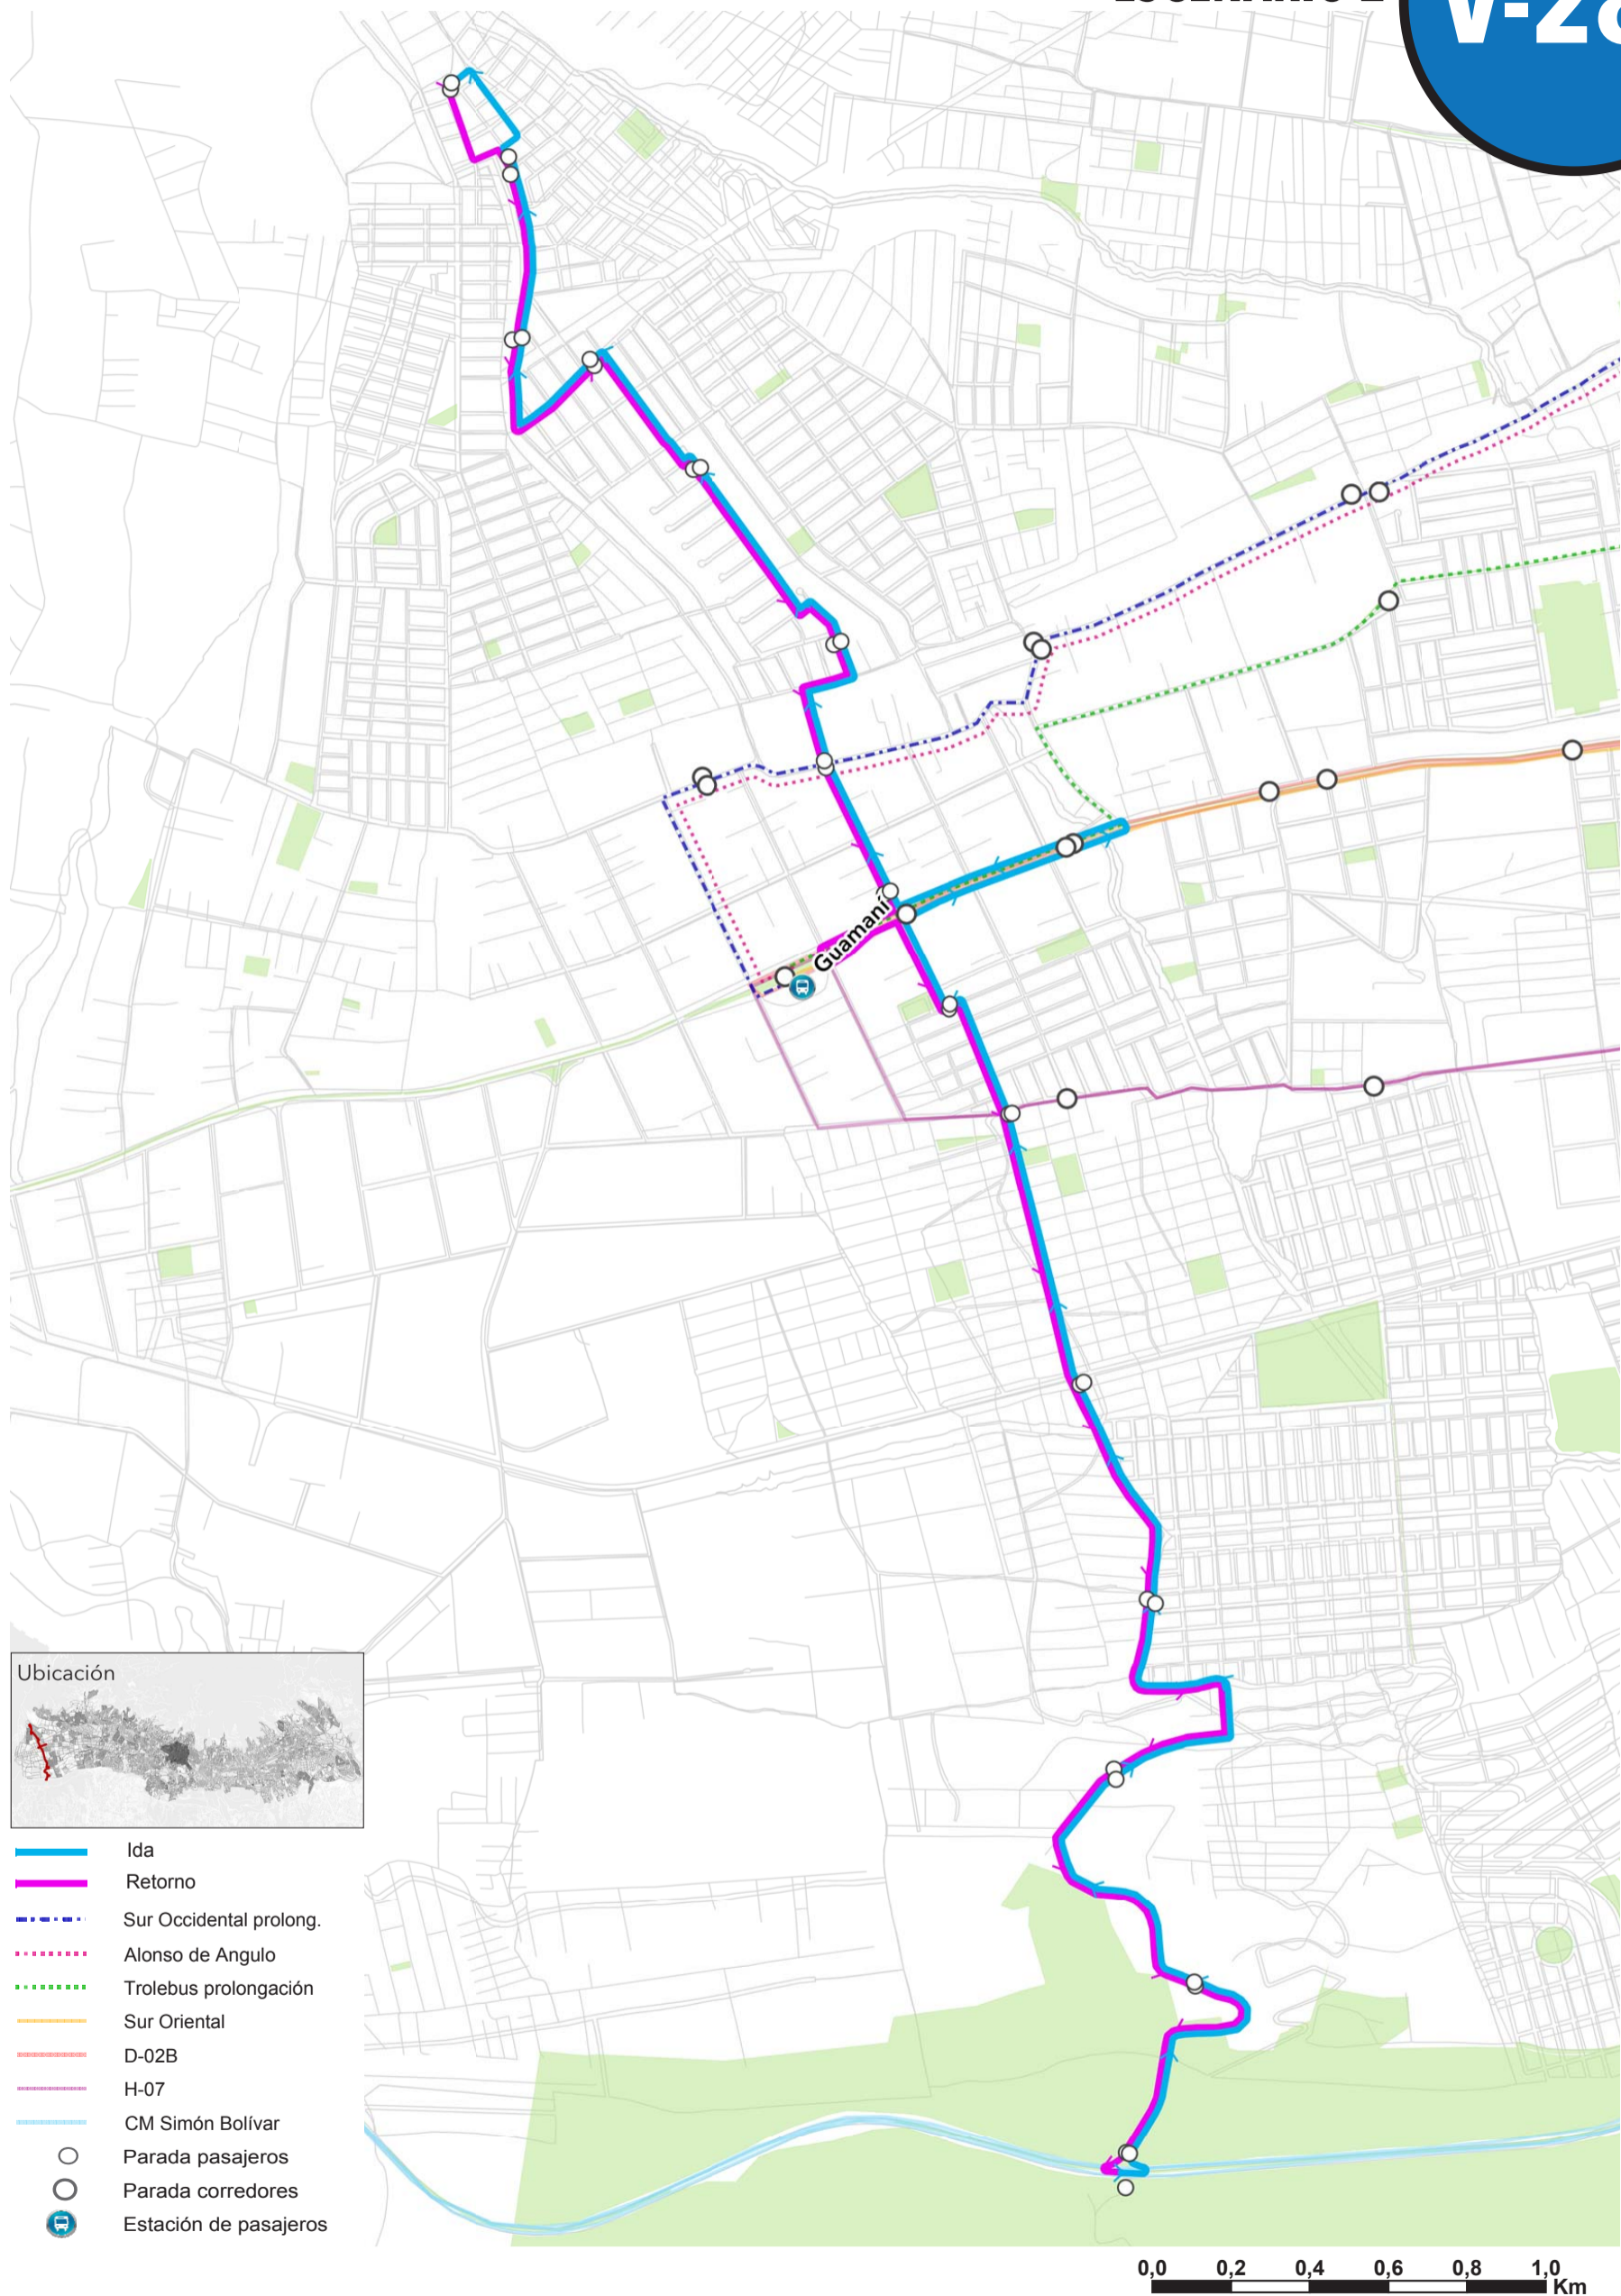 V-28
Guamaní
Ubicación
Ida
Retorno
Sur Occidental prolong.
Alonso de Angulo
Trolebus prolongación
Sur Oriental
D-02B
H-07
CM Simón Bolívar
Parada pasajeros
Parada corredores
Estación de pasajeros
0,0 0,2 0,4 0,6 0,8 1,0
Km